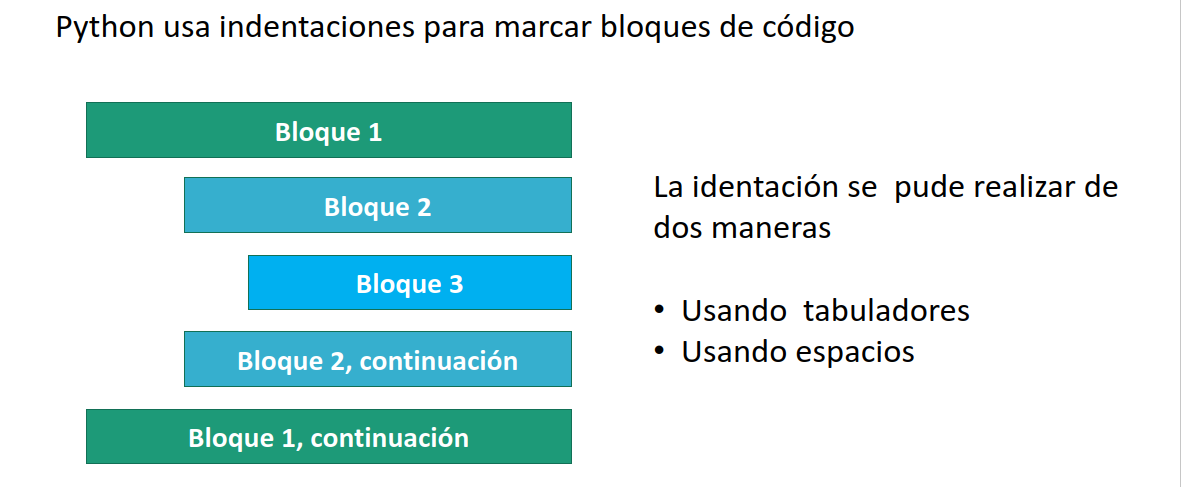 Python usa indentaciones para marcar bloques de código
Bloque 1
Bloque 2
Bloque 3
Bloque 2, continuación
Bloque 1, continuación
La identación se  pude realizar de
dos maneras
• Usando  tabuladores
• Usando espacios